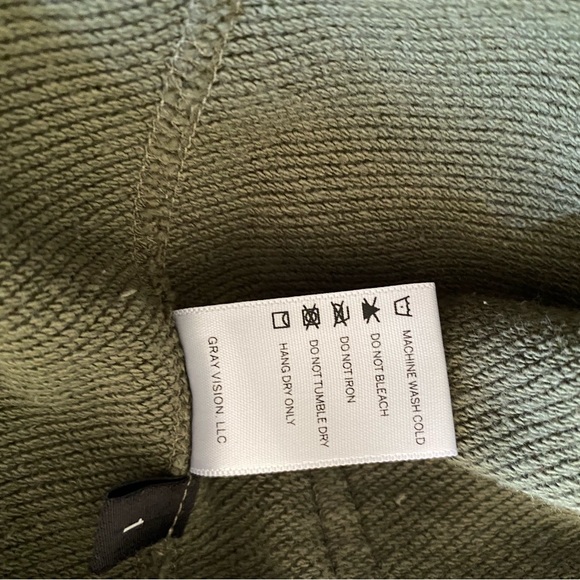 MACHINE WASH COLD
DO NOT BLEACH
DO NOT IRON
DO NOT TUMBLE DRY
HANG DRY ONLY
GRAY VISION, LLC
1